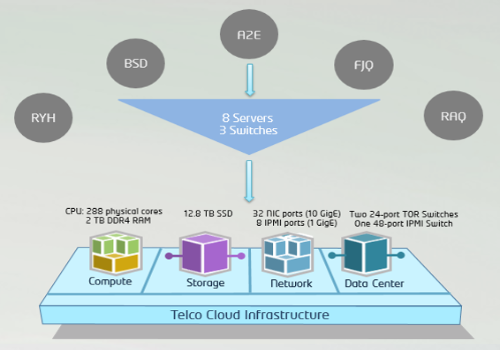 A2E
BSD
FJQ
RYH
RAQ
8 Servers
3 Switches
CPU: 288 physical cores
2 TB DDR4 RAM
12.8 TB SSD
32 NIC ports (10 GigE)
8 IPMI ports (1 GigE)
Two 24-port TOR Switches
One 48-port IPMI Switch
Compute
Storage
Network
Data Center
Telco Cloud Infrastructure